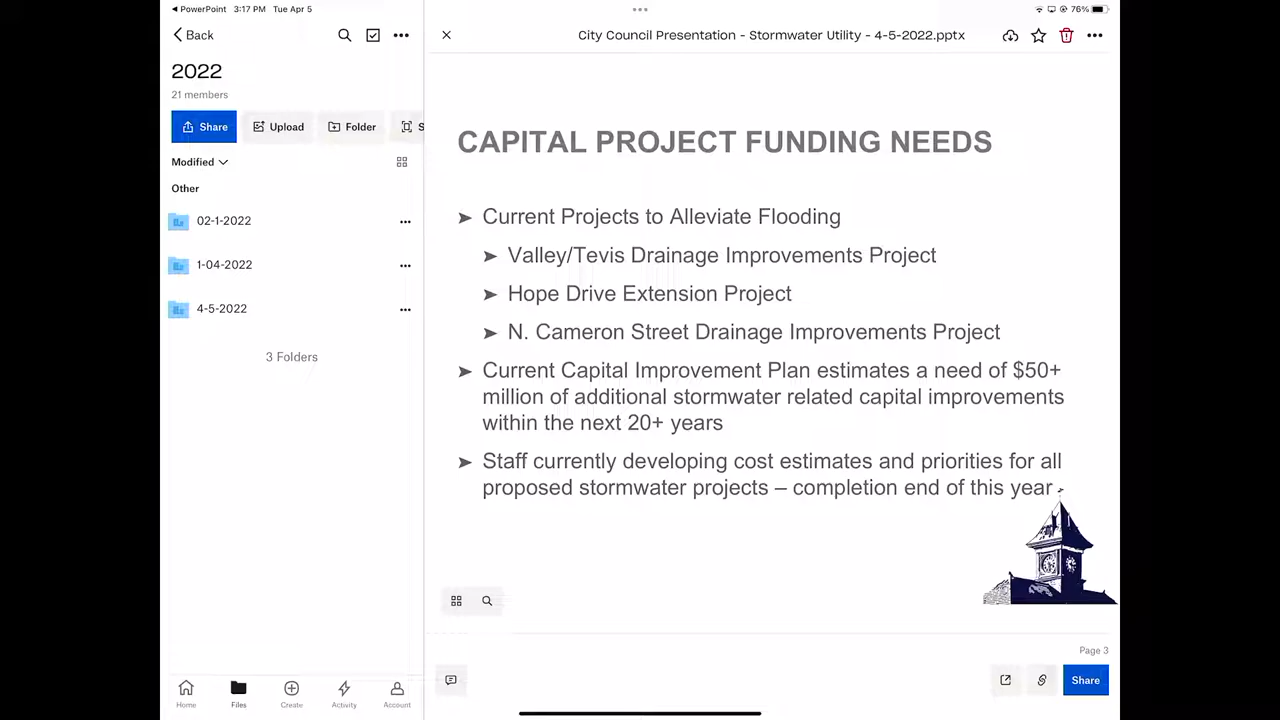 PowerPoint 3:17 PM Tue Apr 5
76%
Back
2022
21 members
Share
Upload
Folder
S
Modified
Other
02-1-2022
1-04-2022
4-5-2022
3 Folders
Home
Files
Create
Activity
Account
City Council Presentation - Stormwater Utility - 4-5-2022.pptx
CAPITAL PROJECT FUNDING NEEDS
Current Projects to Alleviate Flooding
Valley/Tevis Drainage Improvements Project
Hope Drive Extension Project
N. Cameron Street Drainage Improvements Project
Current Capital Improvement Plan estimates a need of $50+
million of additional stormwater related capital improvements
within the next 20+ years
Staff currently developing cost estimates and priorities for all
proposed stormwater projects – completion end of this year
Page 3
Share